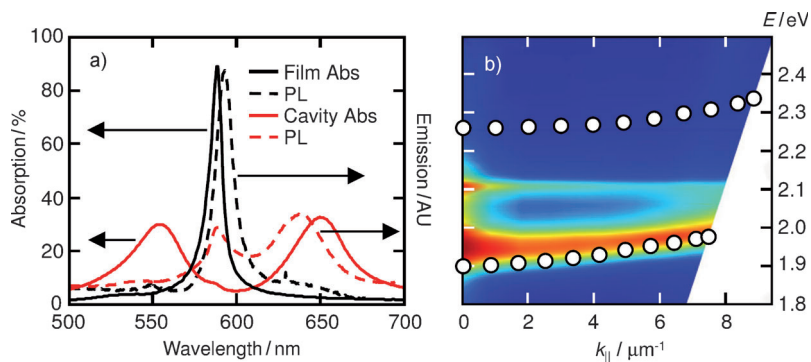 a)
Film Abs
PL
Cavity Abs
PL
Absorption / %
100
80
60
40
20
0
500
550
600
650
700
Wavelength / nm
Emission / AU
b)
E / eV
2.4
2.3
2.2
2.1
2.0
1.9
0
2
4
6
8
k|| / μm⁻¹